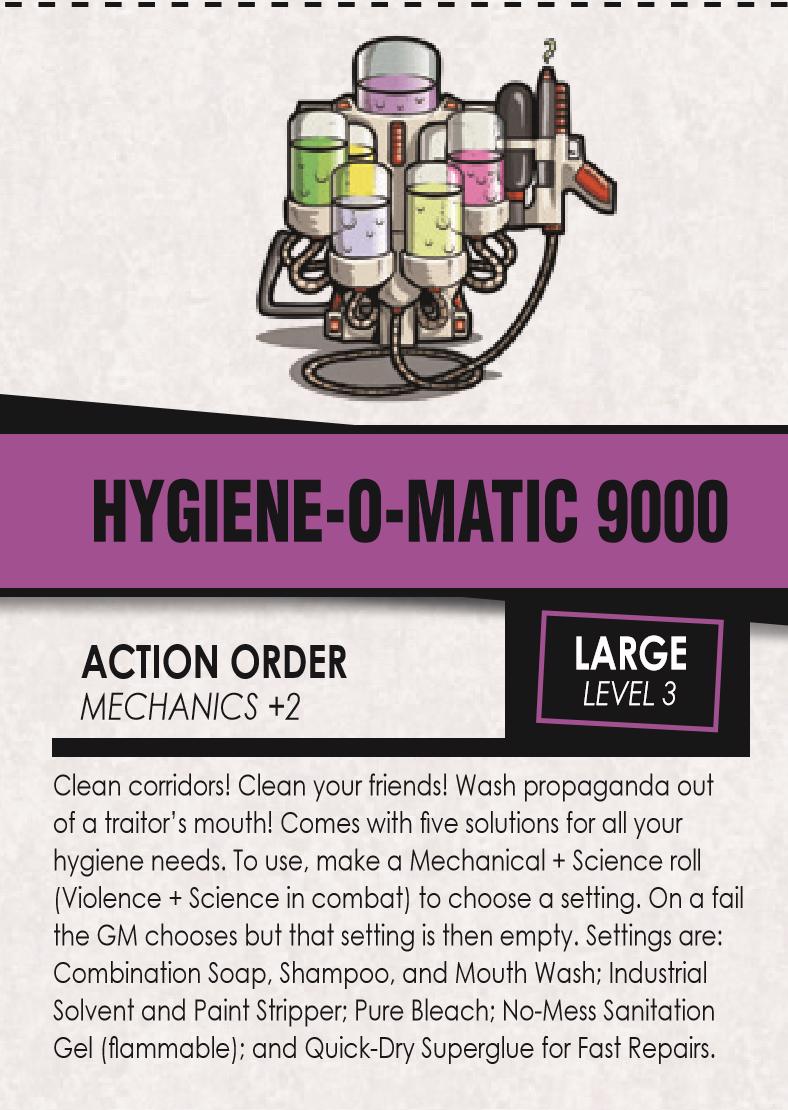 HYGIENE-O-MATIC 9000
ACTION ORDER
MECHANICS +2
LARGE
LEVEL 3
Clean corridors! Clean your friends! Wash propaganda out
of a traitor’s mouth! Comes with five solutions for all your
hygiene needs. To use, make a Mechanical + Science roll
(Violence + Science in combat) to choose a setting. On a fail
the GM chooses but that setting is then empty. Settings are:
Combination Soap, Shampoo, and Mouth Wash; Industrial
Solvent and Paint Stripper; Pure Bleach; No-Mess Sanitation
Gel (flammable); and Quick-Dry Superglue for Fast Repairs.